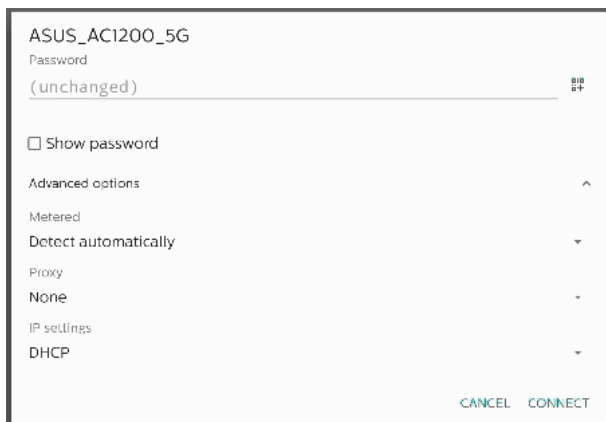 ASUS_AC1200_5G
Password
(unchanged)
Show password
Advanced options
Metered
Detect automatically
Proxy
None
IP settings
DHCP
CANCEL CONNECT